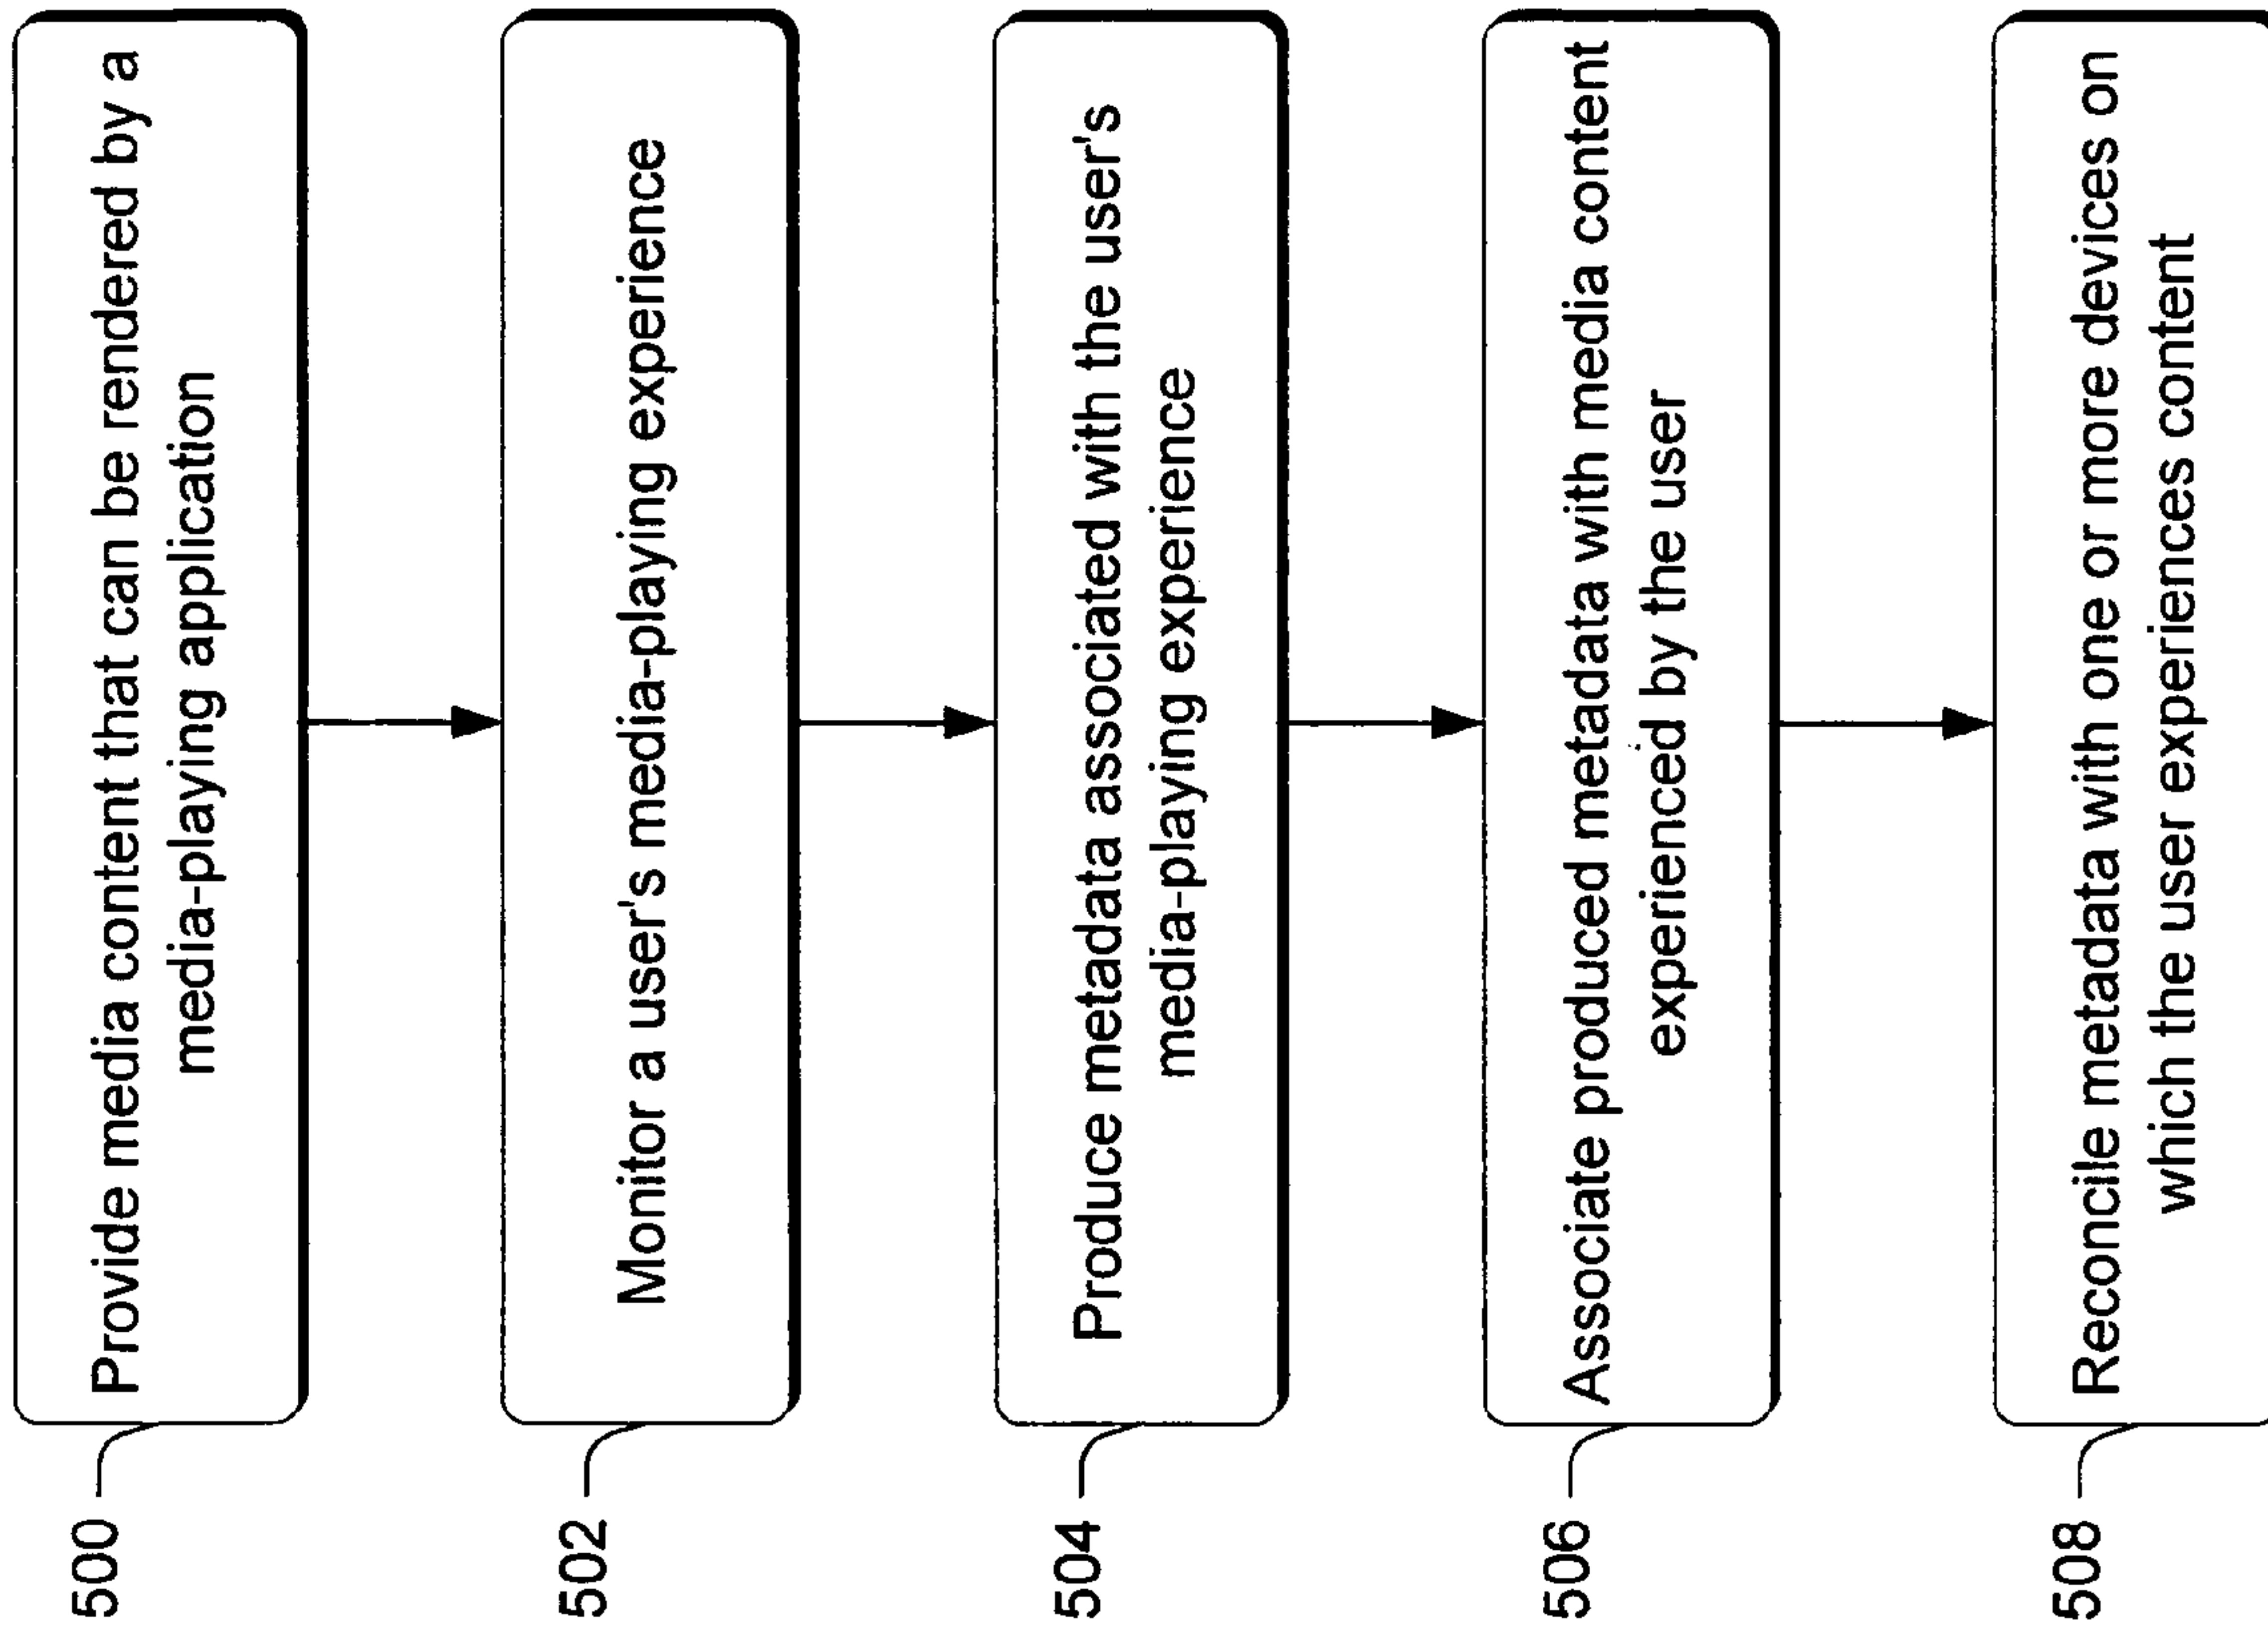 500
Provide media content that can be rendered by a
media-playing application
502
Monitor a user's media-playing experience
504
Produce metadata associated with the user's
media-playing experience
506
Associate produced metadata with media content
experienced by the user
508
Reconcile metadata with one or more devices on
which the user experiences content